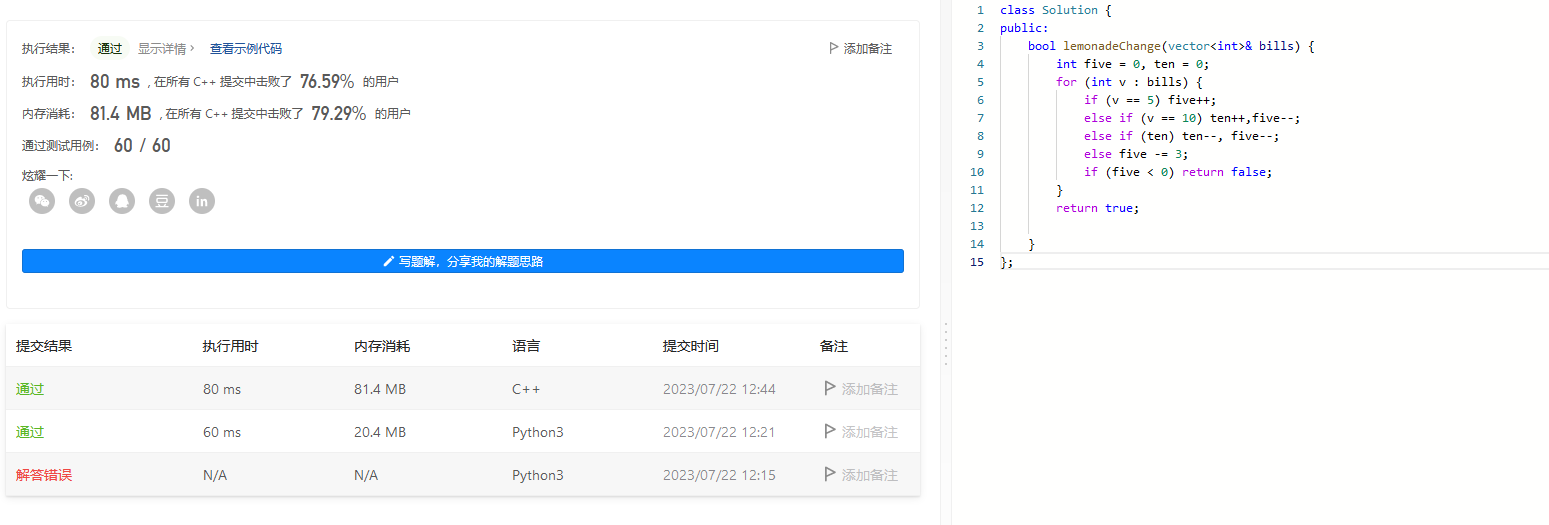 执行结果： 通过 显示详情 › 查看示例代码 添加备注
执行用时： 80 ms , 在所有 C++ 提交中击败了 76.59% 的用户
内存消耗： 81.4 MB , 在所有 C++ 提交中击败了 79.29% 的用户
通过测试用例： 60 / 60
炫耀一下:
豆 in
写题解，分享我的解题思路
提交结果 执行用时 内存消耗 语言 提交时间 备注
通过 80 ms 81.4 MB C++ 2023/07/22 12:44 添加备注
通过 60 ms 20.4 MB Python3 2023/07/22 12:21 添加备注
解答错误 N/A N/A Python3 2023/07/22 12:15 添加备注
1 class Solution {
2 public:
3     bool lemonadeChange(vector<int>& bills) {
4         int five = 0, ten = 0;
5         for (int v : bills) {
6             if (v == 5) five++;
7             else if (v == 10) ten++,five--;
8             else if (ten) ten--, five--;
9             else five -= 3;
10             if (five < 0) return false;
11         }
12         return true;
13
14     }
15 };